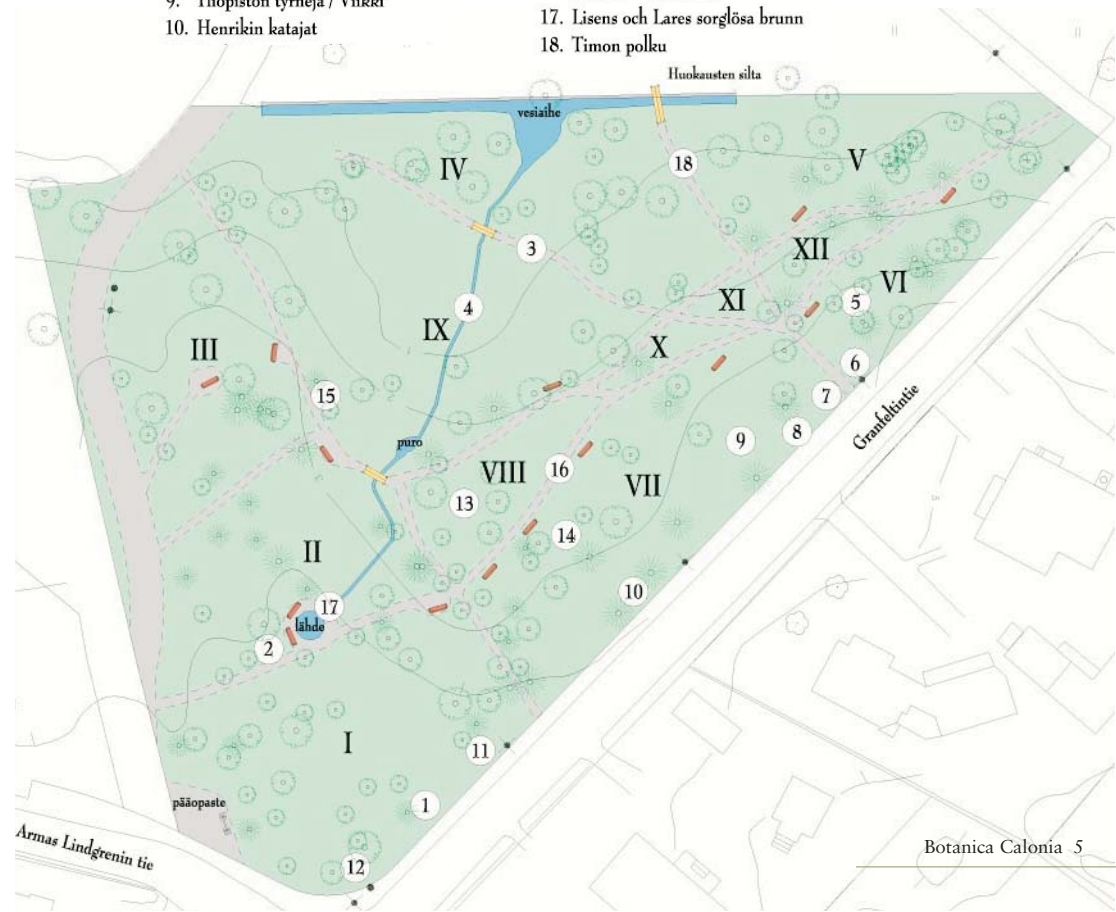 9. Yliopiston tyrnejä / Viikki
10. Henrikin katajat
17. Lisens och Lares sorglösa brunn
18. Timon polku
Huokausten silta
vesiaihe
IV
18
V
3
XII
4
XI
VI
5
IX
III
X
6
15
7
Granfeltintie
puro
9
8
VIII
16
VII
13
14
II
10
17
lähde
2
I
11
pääopaste
1
Armas Lindgrenin tie
12
Botanica Calonia 5